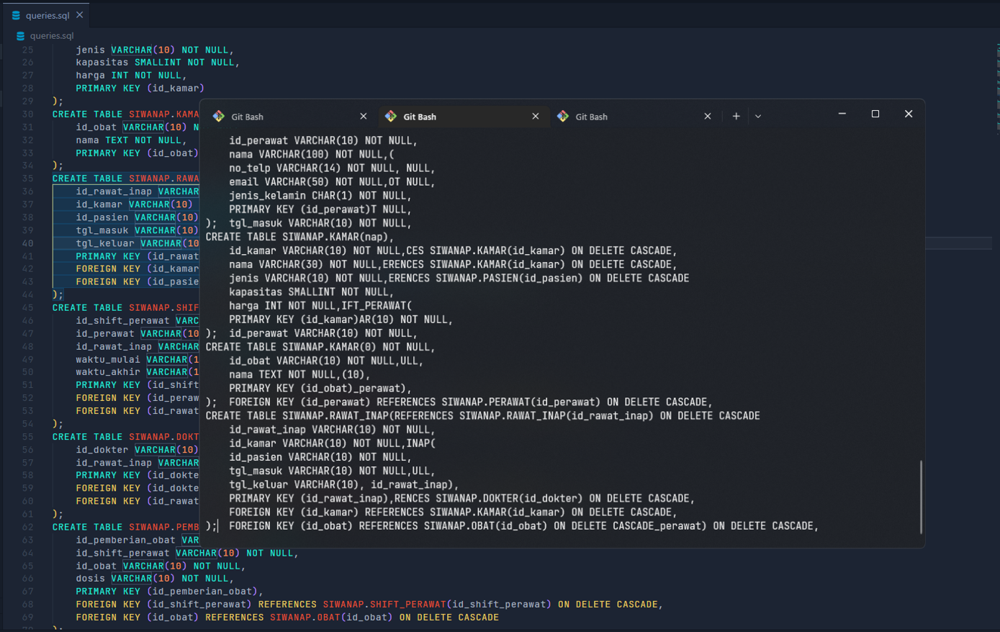 queries.sql
queries.sql
25 jenis VARCHAR(10) NOT NULL,
26 kapasitas SMALLINT NOT NULL,
27 harga INT NOT NULL,
28 PRIMARY KEY (id_kamar)
29 );
30 CREATE TABLE SIWANAP.KAMA
31 id_obat VARCHAR(10) N
32 nama TEXT NOT NULL,
33 PRIMARY KEY (id_obat)
34 );
35 CREATE TABLE SIWANAP.RAWA
36 id_rawat_inap VARCHAR
37 id_kamar VARCHAR(10)
38 id_pasien VARCHAR(10)
39 tgl_masuk VARCHAR(10)
40 tgl_keluar VARCHAR(10
41 PRIMARY KEY (id_rawat
42 FOREIGN KEY (id_kamar
43 FOREIGN KEY (id_pasie
44 );
45 CREATE TABLE SIWANAP.SHIF
46 id_shift_perawat VARC
47 id_perawat VARCHAR(10
48 id_rawat_inap VARCHAR
49 waktu_mulai VARCHAR(1
50 waktu_akhir VARCHAR(1
51 PRIMARY KEY (id_shift
52 FOREIGN KEY (id_peraw
53 FOREIGN KEY (id_rawat
54 );
55 CREATE TABLE SIWANAP.DOKT
56 id_dokter VARCHAR(10)
57 id_rawat_inap VARCHAR
58 PRIMARY KEY (id_dokte
59 FOREIGN KEY (id_dokte
60 FOREIGN KEY (id_rawat
61 );
62 CREATE TABLE SIWANAP.PEMB
63 id_pemberian_obat VAR
64 id_shift_perawat VARCHAR(10) NOT NULL,
65 id_obat VARCHAR(10) NOT NULL,
66 dosis VARCHAR(10) NOT NULL,
67 PRIMARY KEY (id_pemberian_obat),
68 FOREIGN KEY (id_shift_perawat) REFERENCES SIWANAP.SHIFT_PERAWAT(id_shift_perawat) ON DELETE CASCADE,
69 FOREIGN KEY (id_obat) REFERENCES SIWANAP.OBAT(id_obat) ON DELETE CASCADE
Git Bash Git Bash Git Bash
id_perawat VARCHAR(10) NOT NULL,
nama VARCHAR(100) NOT NULL,(
no_telp VARCHAR(14) NOT NULL, NULL,
email VARCHAR(50) NOT NULL,OT NULL,
jenis_kelamin CHAR(1) NOT NULL,
PRIMARY KEY (id_perawat)T NULL,
); tgl_masuk VARCHAR(10) NOT NULL,
CREATE TABLE SIWANAP.KAMAR(nap),
id_kamar VARCHAR(10) NOT NULL,CES SIWANAP.KAMAR(id_kamar) ON DELETE CASCADE,
nama VARCHAR(30) NOT NULL,ERENCES SIWANAP.KAMAR(id_kamar) ON DELETE CASCADE,
jenis VARCHAR(10) NOT NULL,ERENCES SIWANAP.PASIEN(id_pasien) ON DELETE CASCADE
kapasitas SMALLINT NOT NULL,
harga INT NOT NULL,IFT_PERAWAT(
PRIMARY KEY (id_kamar)AR(10) NOT NULL,
); id_perawat VARCHAR(10) NOT NULL,
CREATE TABLE SIWANAP.KAMAR(0) NOT NULL,
id_obat VARCHAR(10) NOT NULL,ULL,
nama TEXT NOT NULL,(10),
PRIMARY KEY (id_obat)_perawat),
); FOREIGN KEY (id_perawat) REFERENCES SIWANAP.PERAWAT(id_perawat) ON DELETE CASCADE,
CREATE TABLE SIWANAP.RAWAT_INAP(REFERENCES SIWANAP.RAWAT_INAP(id_rawat_inap) ON DELETE CASCADE
id_rawat_inap VARCHAR(10) NOT NULL,
id_kamar VARCHAR(10) NOT NULL,INAP(
id_pasien VARCHAR(10) NOT NULL,
tgl_masuk VARCHAR(10) NOT NULL,ULL,
tgl_keluar VARCHAR(10), id_rawat_inap),
PRIMARY KEY (id_rawat_inap),RENCES SIWANAP.DOKTER(id_dokter) ON DELETE CASCADE,
FOREIGN KEY (id_kamar) REFERENCES SIWANAP.KAMAR(id_kamar) ON DELETE CASCADE,
); FOREIGN KEY (id_obat) REFERENCES SIWANAP.OBAT(id_obat) ON DELETE CASCADE_perawat) ON DELETE CASCADE,